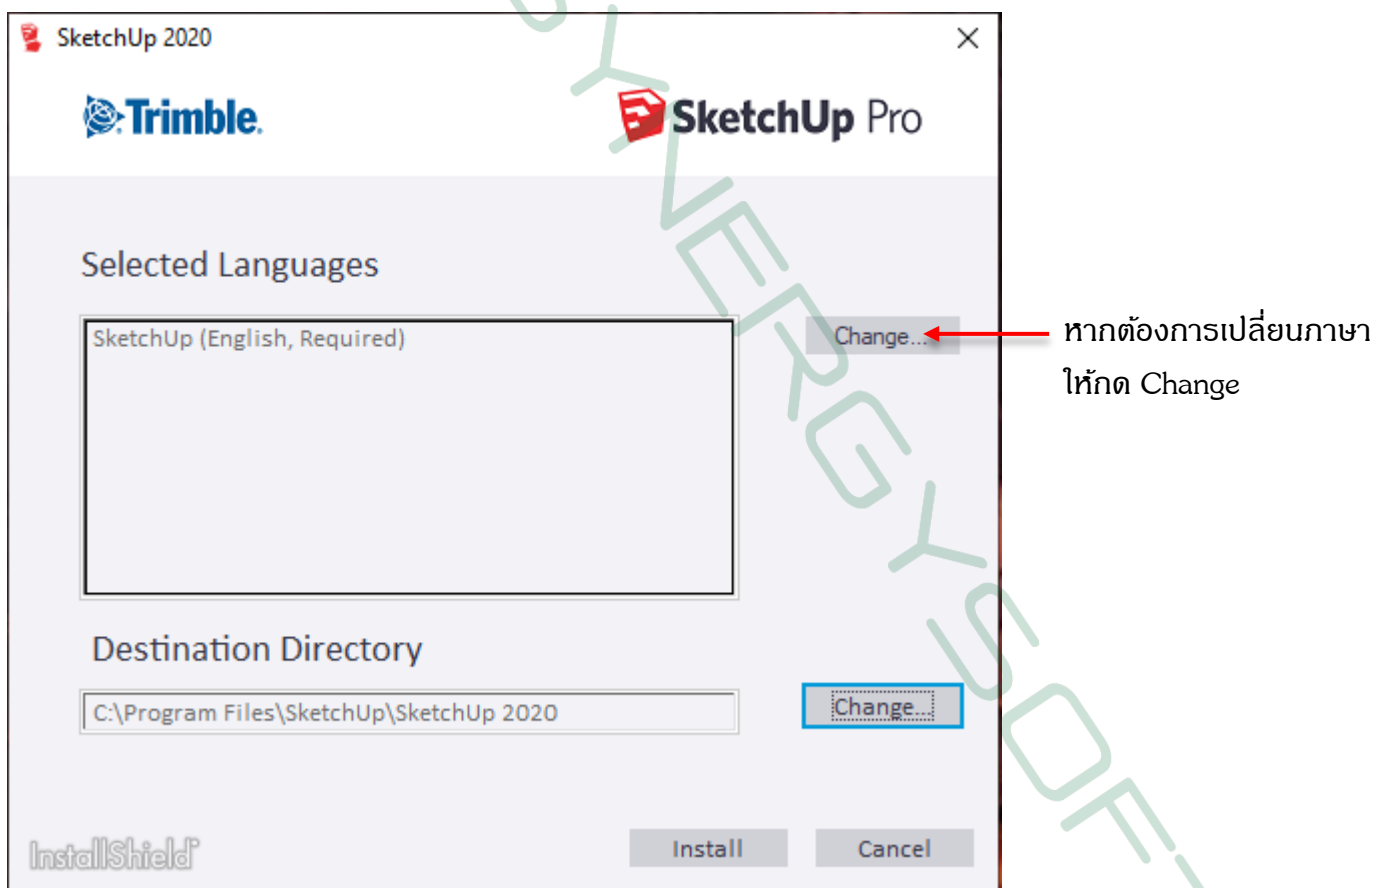 SketchUp 2020
Trimble.
SketchUp Pro
Selected Languages
SketchUp (English, Required)
Change...
หากต้องการเปลี่ยนภาษา
ให้กด Change
Destination Directory
C:\Program Files\SketchUp\SketchUp 2020
Change...
InstallShield
Install
Cancel
SYNERGYSOFT